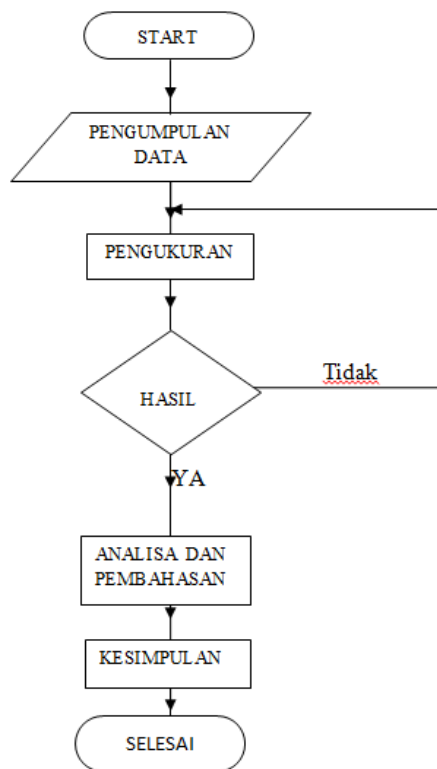 START
PENGUMPULAN
DATA
PENGUKURAN
HASIL
Tidak
YA
ANALISA DAN
PEMBAHASAN
KESIMPULAN
SELESAI